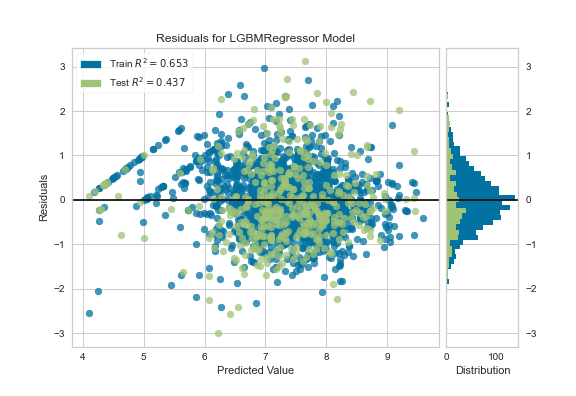 Residuals for LGBMRegressor Model
Train R² = 0.653
Test R² = 0.437
Residuals
3
2
1
0
−1
−2
−3
4 5 6 7 8 9
Predicted Value
3
2
1
0
−1
−2
−3
0 100
Distribution